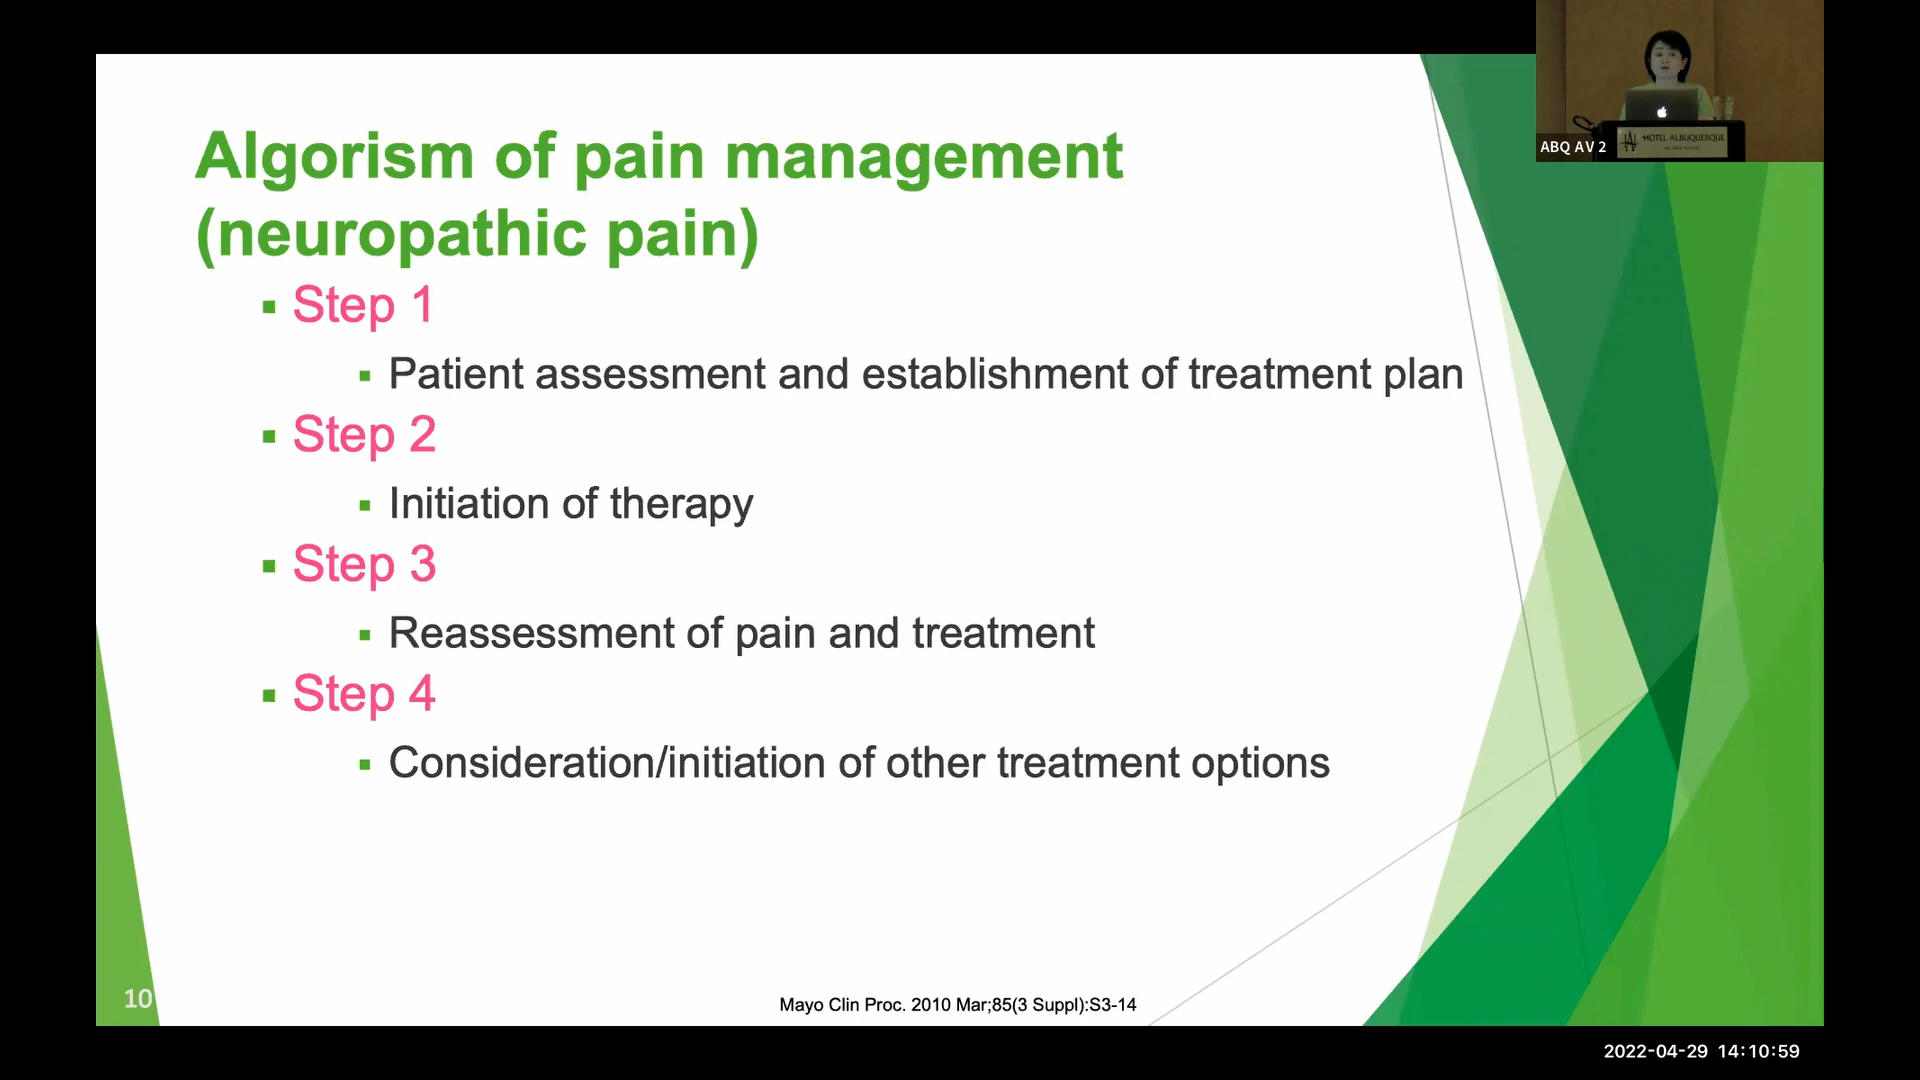 Algorism of pain management
(neuropathic pain)
Step 1
Patient assessment and establishment of treatment plan
Step 2
Initiation of therapy
Step 3
Reassessment of pain and treatment
Step 4
Consideration/initiation of other treatment options
10
Mayo Clin Proc. 2010 Mar;85(3 Suppl):S3-14
ABQ AV 2
HOTEL ALBUQUERQUE
2022-04-29 14:10:59